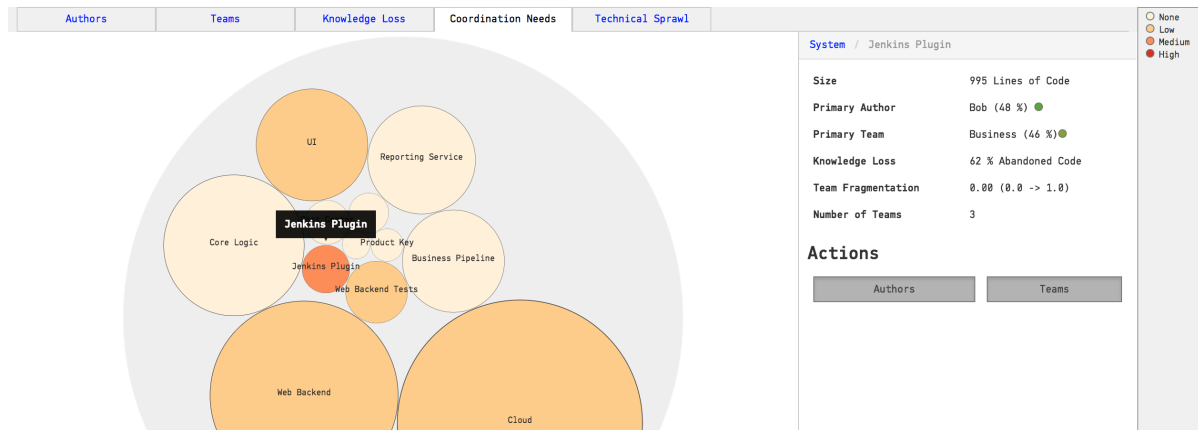 Authors
Teams
Knowledge Loss
Coordination Needs
Technical Sprawl
None
Low
Medium
High
System / Jenkins Plugin
Size 995 Lines of Code
Primary Author Bob (48 %)
Primary Team Business (46 %)
Knowledge Loss 62 % Abandoned Code
Team Fragmentation 0.00 (0.0 -> 1.0)
Number of Teams 3
Actions
Authors
Teams
UI
Reporting Service
Jenkins Plugin
Core Logic
Product Key
Business Pipeline
Jenkins Plugin
Web Backend Tests
Web Backend
Cloud